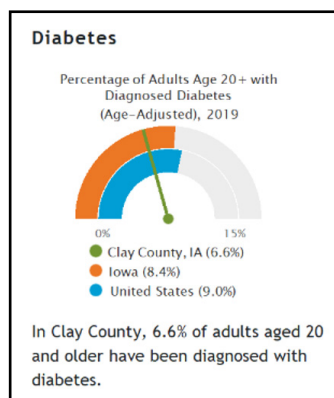 Diabetes
Percentage of Adults Age 20+ with
Diagnosed Diabetes
(Age-Adjusted), 2019
0%
15%
Clay County, IA (6.6%)
Iowa (8.4%)
United States (9.0%)
In Clay County, 6.6% of adults aged 20
and older have been diagnosed with
diabetes.